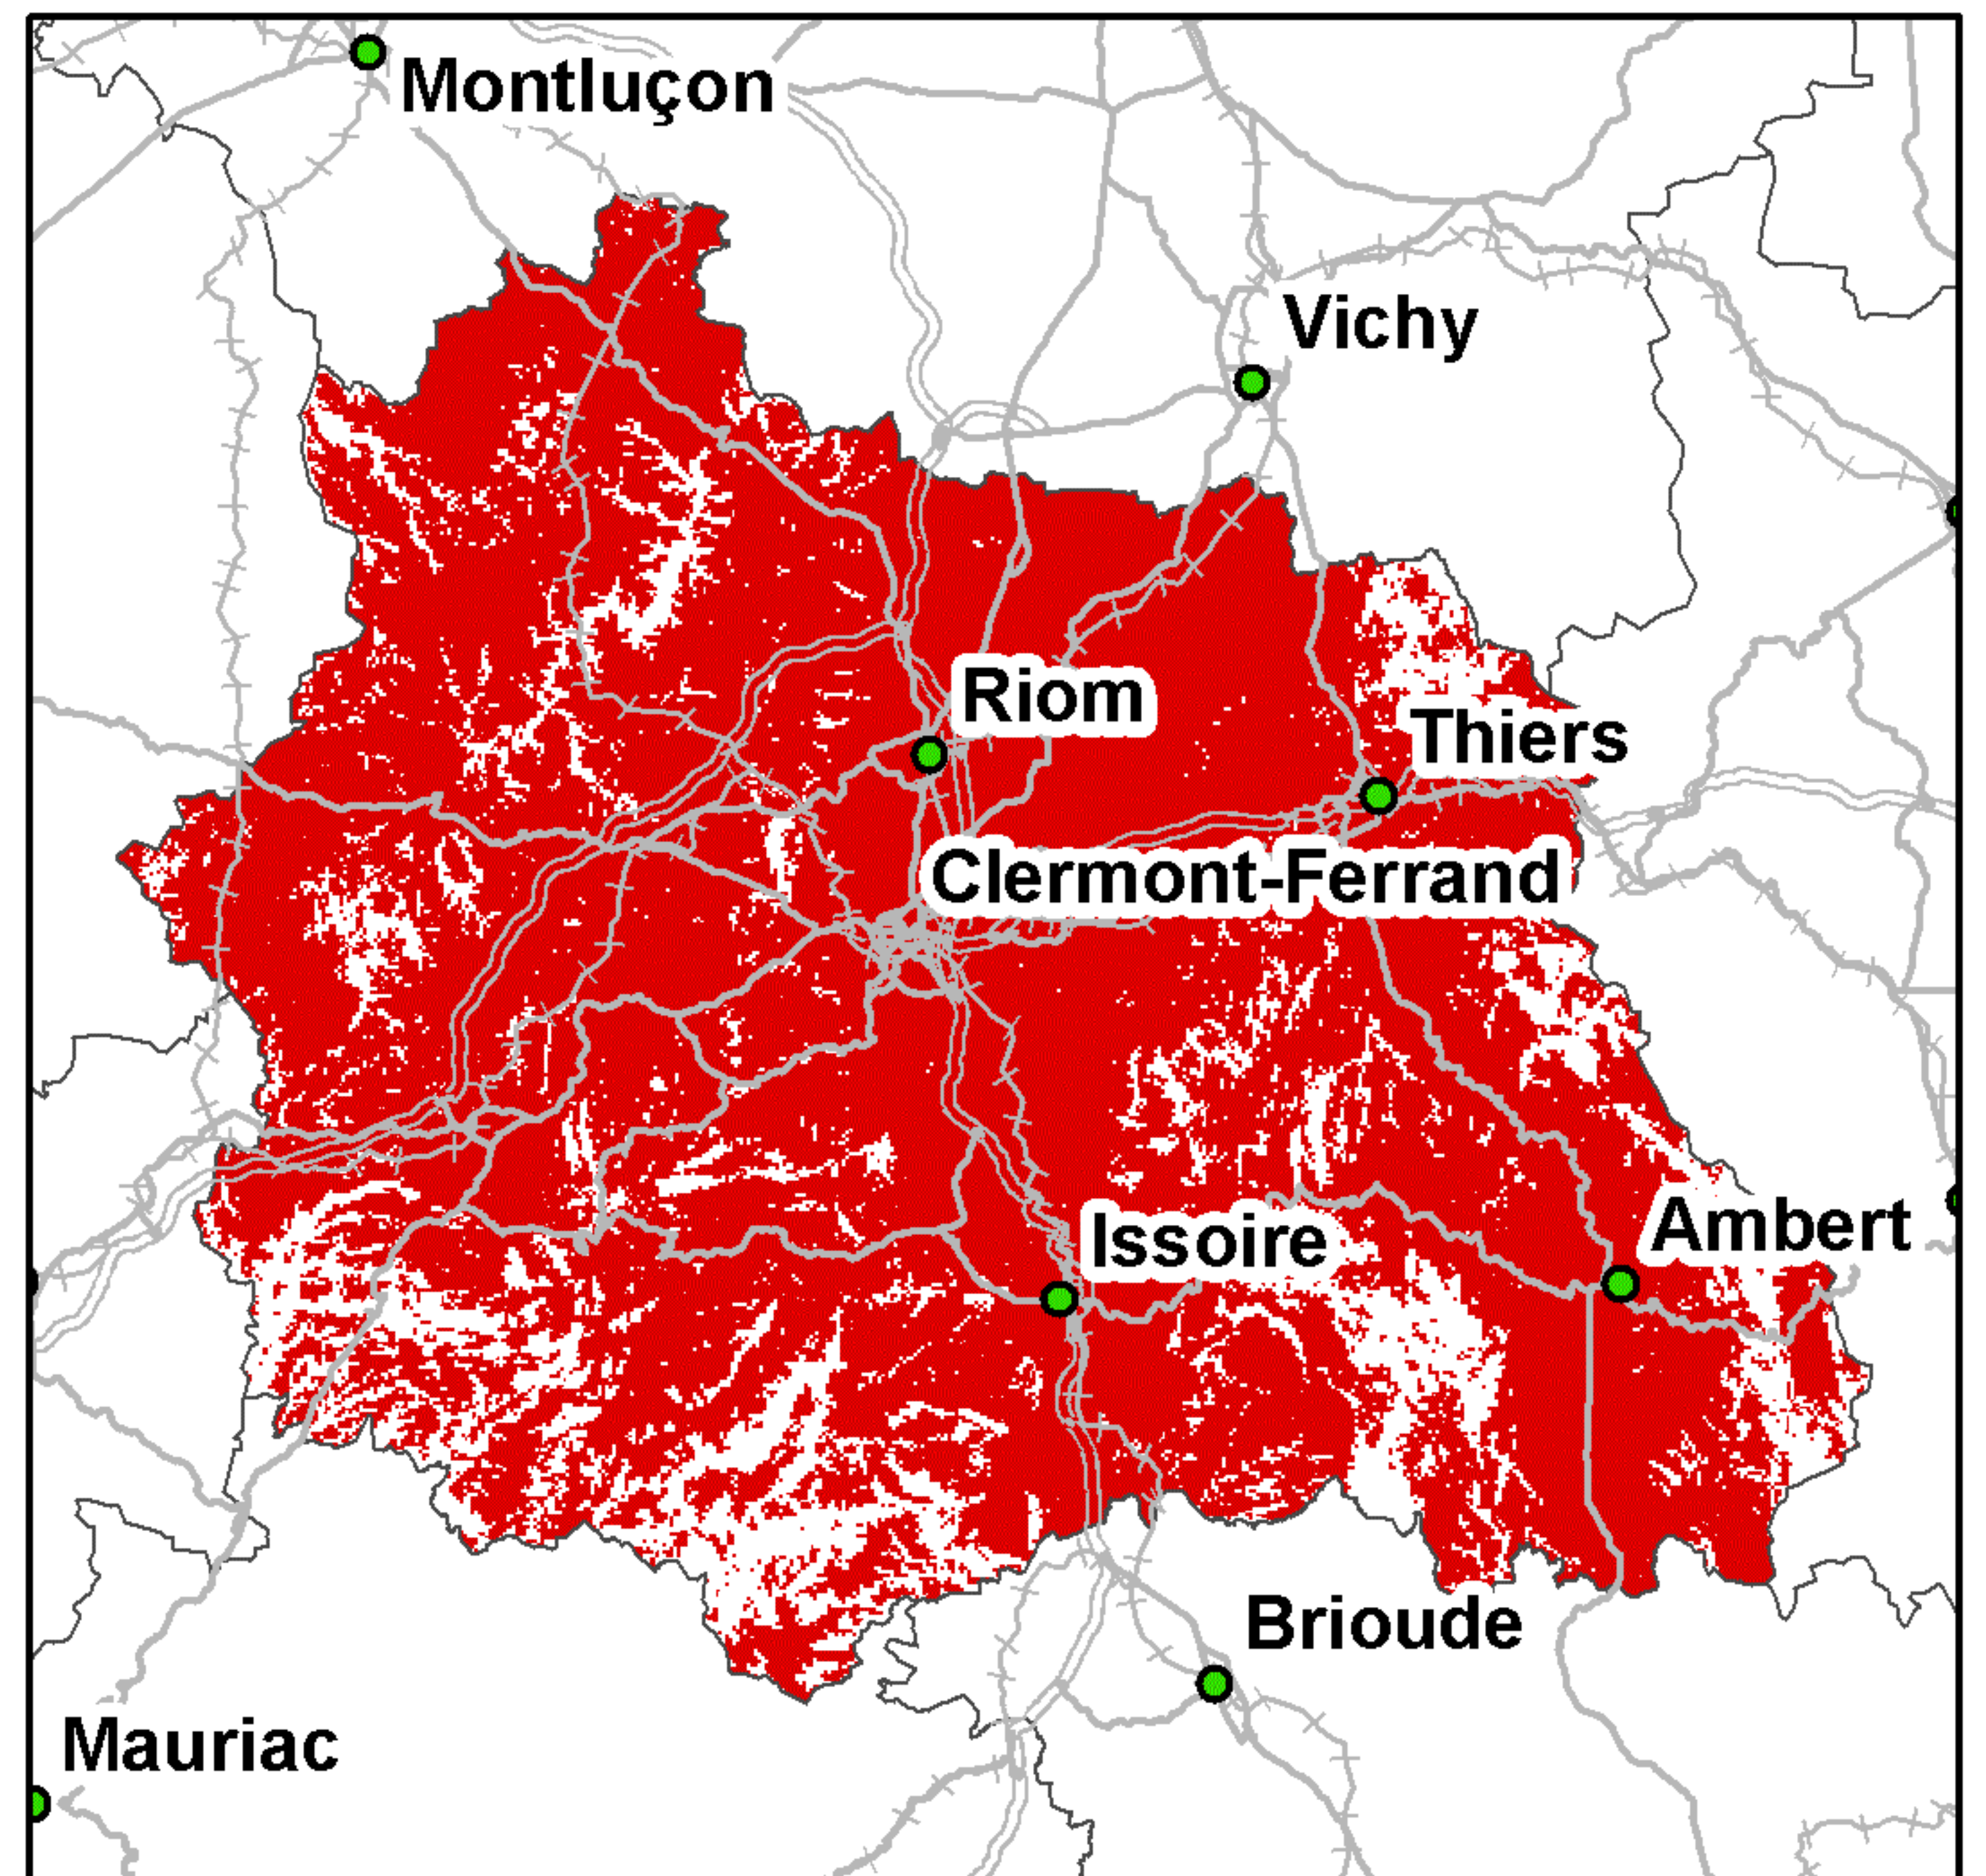 Montluçon
Vichy
Riom
Thiers
Clermont-Ferrand
Issoire
Ambert
Brioude
Mauriac